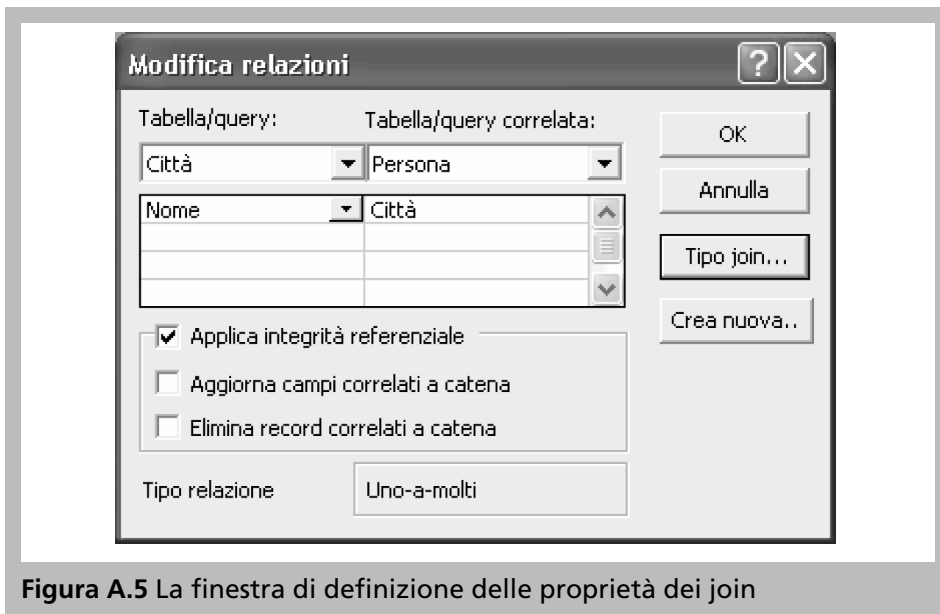 Modifica relazioni
Tabella/query: Tabella/query correlata:
Città Persona
Nome Città
OK
Annulla
Tipo join...
Crea nuova..
Applica integrità referenziale
Aggiorna campi correlati a catena
Elimina record correlati a catena
Tipo relazione Uno-a-molti
Figura A.5 La finestra di definizione delle proprietà dei join